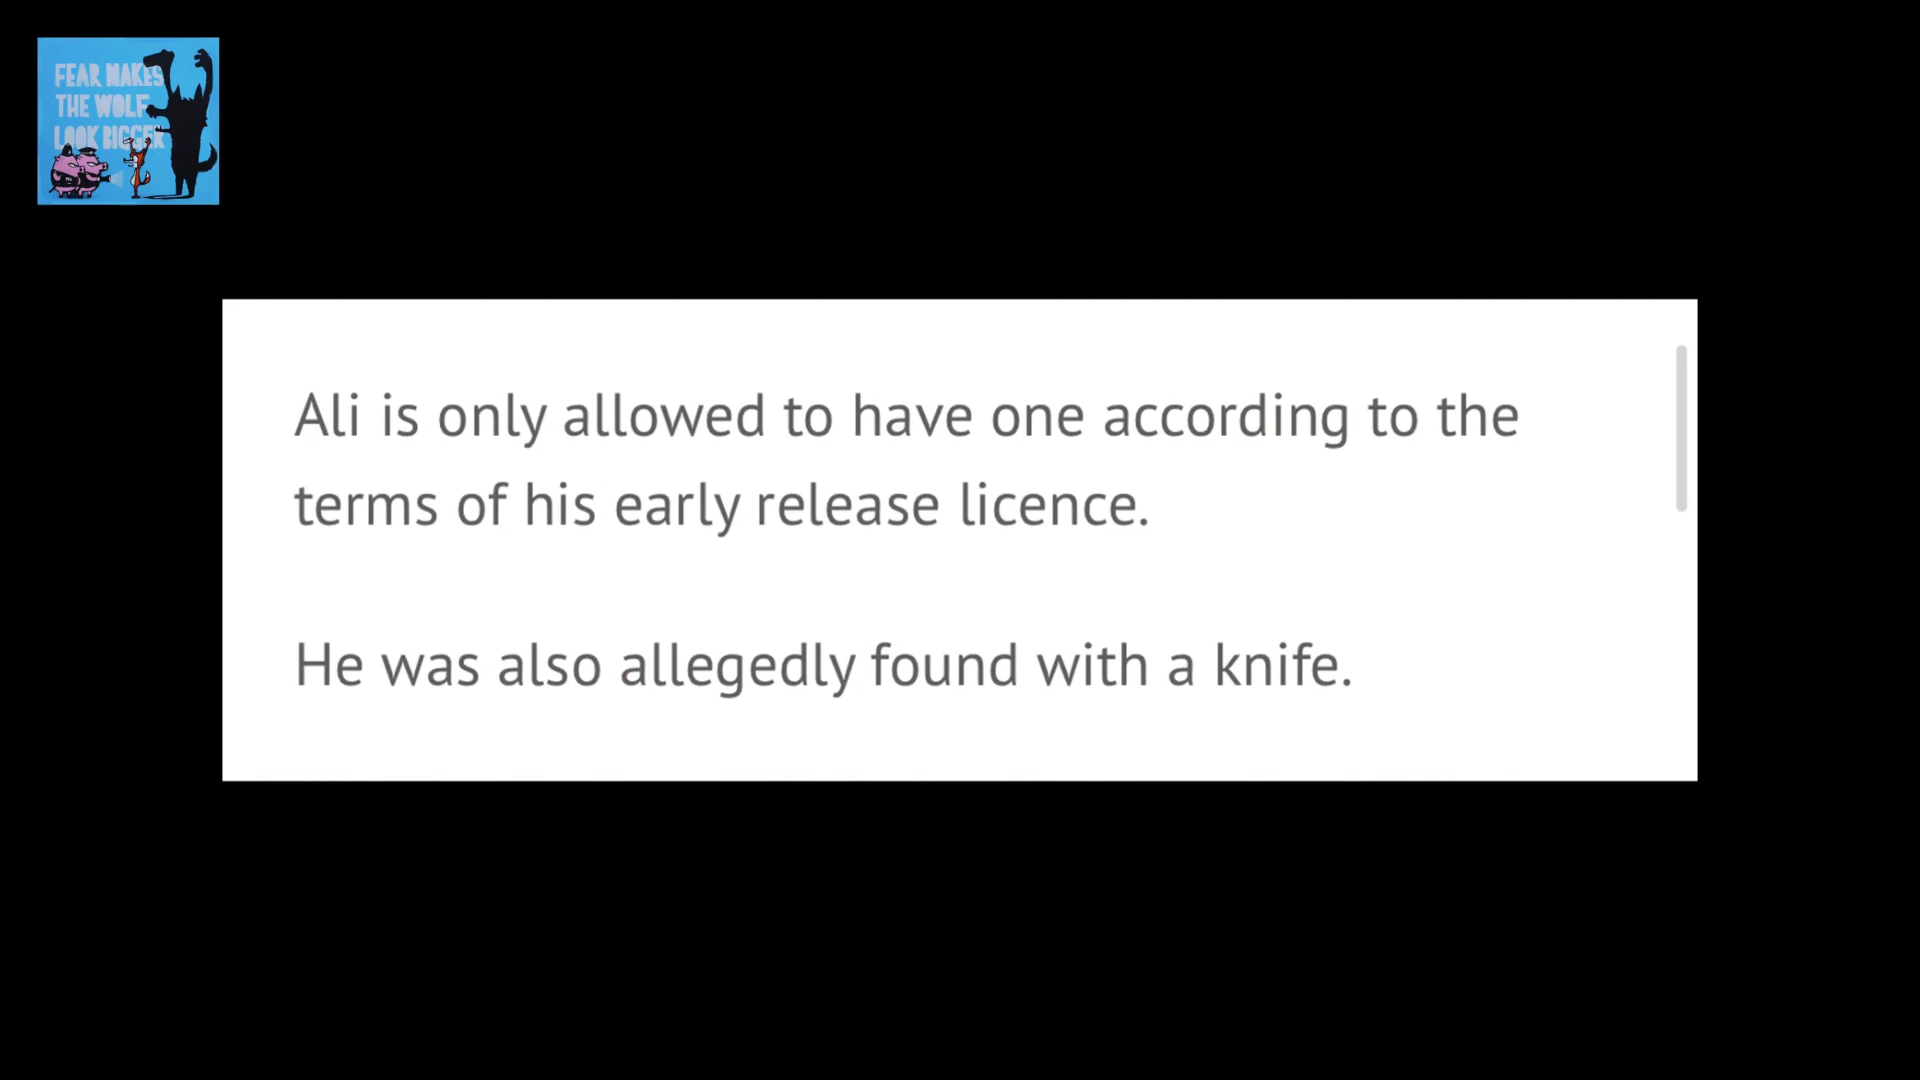 FEAR MAKES
THE WOLF
LOOK BIGGER
Ali is only allowed to have one according to the
terms of his early release licence.
He was also allegedly found with a knife.